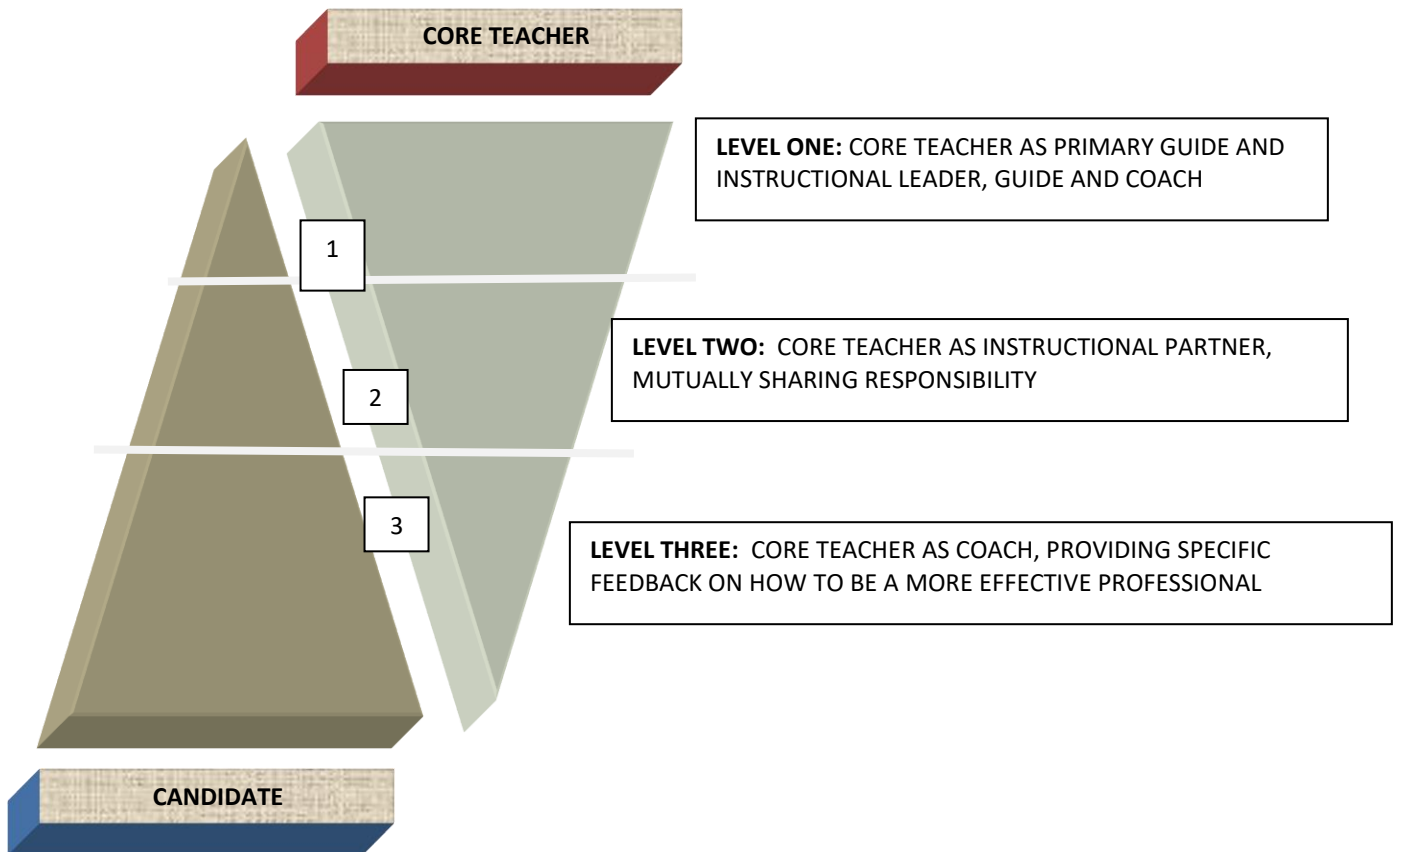 CORE TEACHER
LEVEL ONE: CORE TEACHER AS PRIMARY GUIDE AND
INSTRUCTIONAL LEADER, GUIDE AND COACH
1
LEVEL TWO:  CORE TEACHER AS INSTRUCTIONAL PARTNER,
MUTUALLY SHARING RESPONSIBILITY
2
3
LEVEL THREE:  CORE TEACHER AS COACH, PROVIDING SPECIFIC
FEEDBACK ON HOW TO BE A MORE EFFECTIVE PROFESSIONAL
CANDIDATE